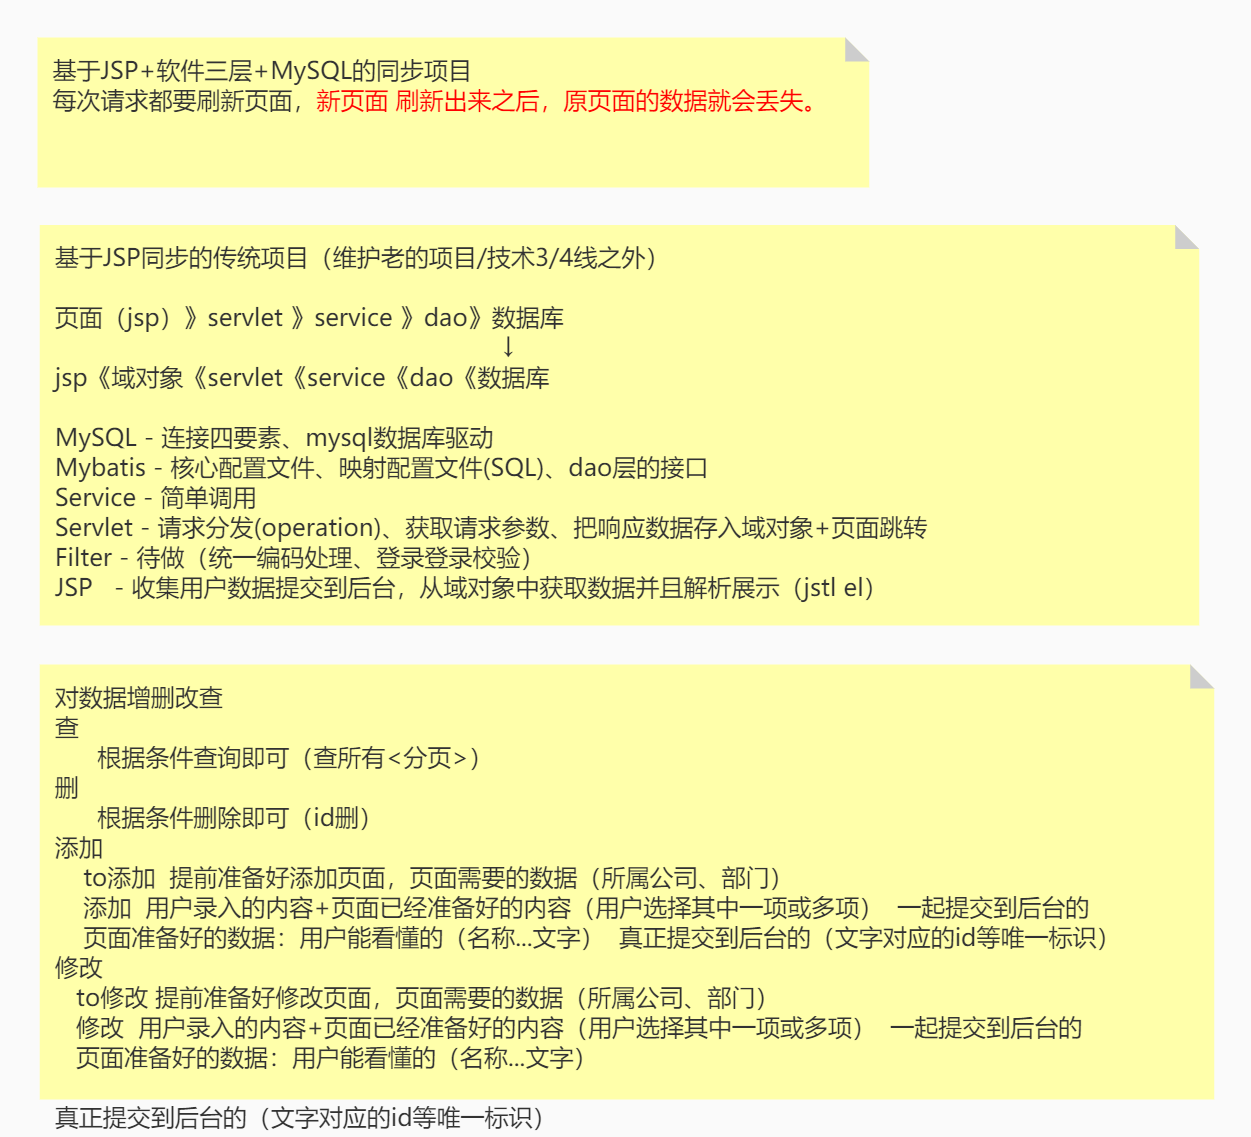 基于JSP+软件三层+MySQL的同步项目
每次请求都要刷新页面，新页面 刷新出来之后，原页面的数据就会丢失。
基于JSP同步的传统项目（维护老的项目/技术3/4线之外）
页面（jsp）》servlet 》service 》dao》数据库
↓
jsp《域对象《servlet《service《dao《数据库
MySQL - 连接四要素、mysql数据库驱动
Mybatis - 核心配置文件、映射配置文件(SQL)、dao层的接口
Service - 简单调用
Servlet - 请求分发(operation)、获取请求参数、把响应数据存入域对象+页面跳转
Filter - 待做（统一编码处理、登录登录校验）
JSP - 收集用户数据提交到后台，从域对象中获取数据并且解析展示（jstl el）
对数据增删改查
查
根据条件查询即可（查所有<分页>）
删
根据条件删除即可（id删）
添加
to添加 提前准备好添加页面，页面需要的数据（所属公司、部门）
添加 用户录入的内容+页面已经准备好的内容（用户选择其中一项或多项） 一起提交到后台的
页面准备好的数据：用户能看懂的（名称...文字） 真正提交到后台的（文字对应的id等唯一标识）
修改
to修改 提前准备好修改页面，页面需要的数据（所属公司、部门）
修改 用户录入的内容+页面已经准备好的内容（用户选择其中一项或多项） 一起提交到后台的
页面准备好的数据：用户能看懂的（名称...文字）
真正提交到后台的（文字对应的id等唯一标识）